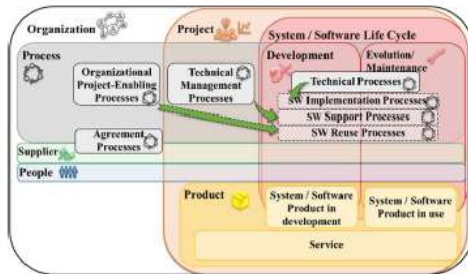 Organization
Project
System / Software Life Cycle
Process
Development
Evolution/
Maintenance
Organizational
Project-Enabling
Processes
Technical
Management
Processes
Technical Processes
SW Implementation Processes
SW Support Processes
SW Reuse Processes
Agreement
Processes
Supplier
People
Product
System / Software
Product in
development
System / Software
Product in use
Service